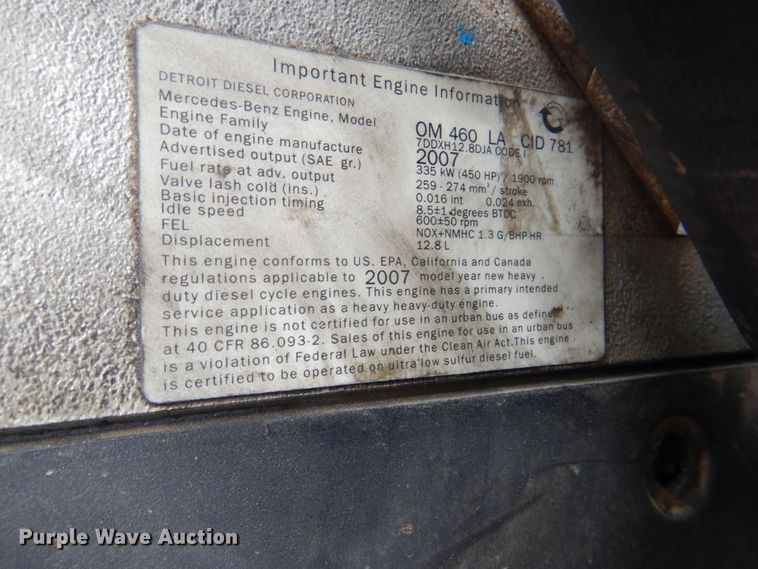 Important Engine Information
DETROIT DIESEL CORPORATION
Mercedes-Benz Engine, Model OM 460 LA CID 781
Engine Family 7DDXH12.8DJA CODE I
Date of engine manufacture 2007
Advertised output (SAE gr.) 335 kW (450 HP) / 1900 rpm
Fuel rate at adv. output 259 - 274 mm³ / stroke
Valve lash cold (ins.) 0.016 int 0.024 exh.
Basic injection timing 8.5±1 degrees BTDC
Idle speed 600±50 rpm
FEL NOX+NMHC 1.3 G/BHP-HR
Displacement 12.8 L
This engine conforms to US. EPA, California and Canada
regulations applicable to 2007 model year new heavy
duty diesel cycle engines. This engine has a primary intended
service application as a heavy heavy-duty engine.
This engine is not certified for use in an urban bus as defined
at 40 CFR 86.093-2. Sales of this engine for use in an urban bus
is a violation of Federal Law under the Clean Air Act.This engine
is certified to be operated on ultra low sulfur diesel fuel.
Purple Wave Auction